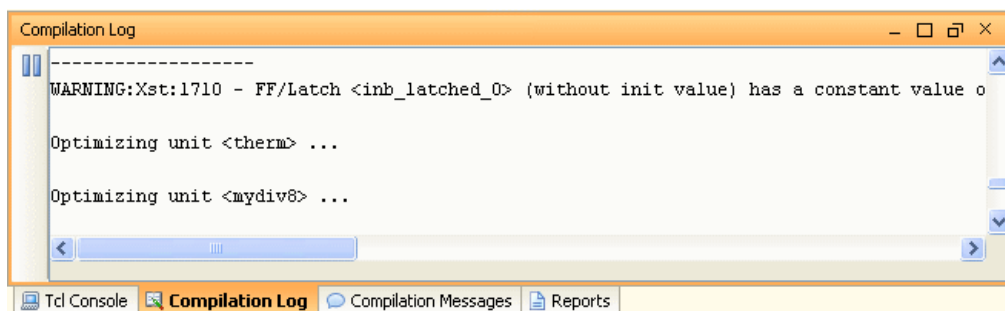 Compilation Log
-------------------
WARNING:Xst:1710 - FF/Latch <inb_latched_0> (without init value) has a constant value o
Optimizing unit <therm> ...
Optimizing unit <mydiv8> ...
Tcl Console Compilation Log Compilation Messages Reports